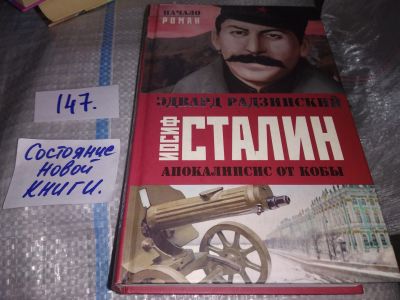 147.
Состояние
новой
книги.
НАЧАЛО
РОМАН
ЭДВАРД РАДЗИНСКИЙ
ИОСИФ
СТАЛИН
АПОКАЛИПСИС ОТ КОБЫ